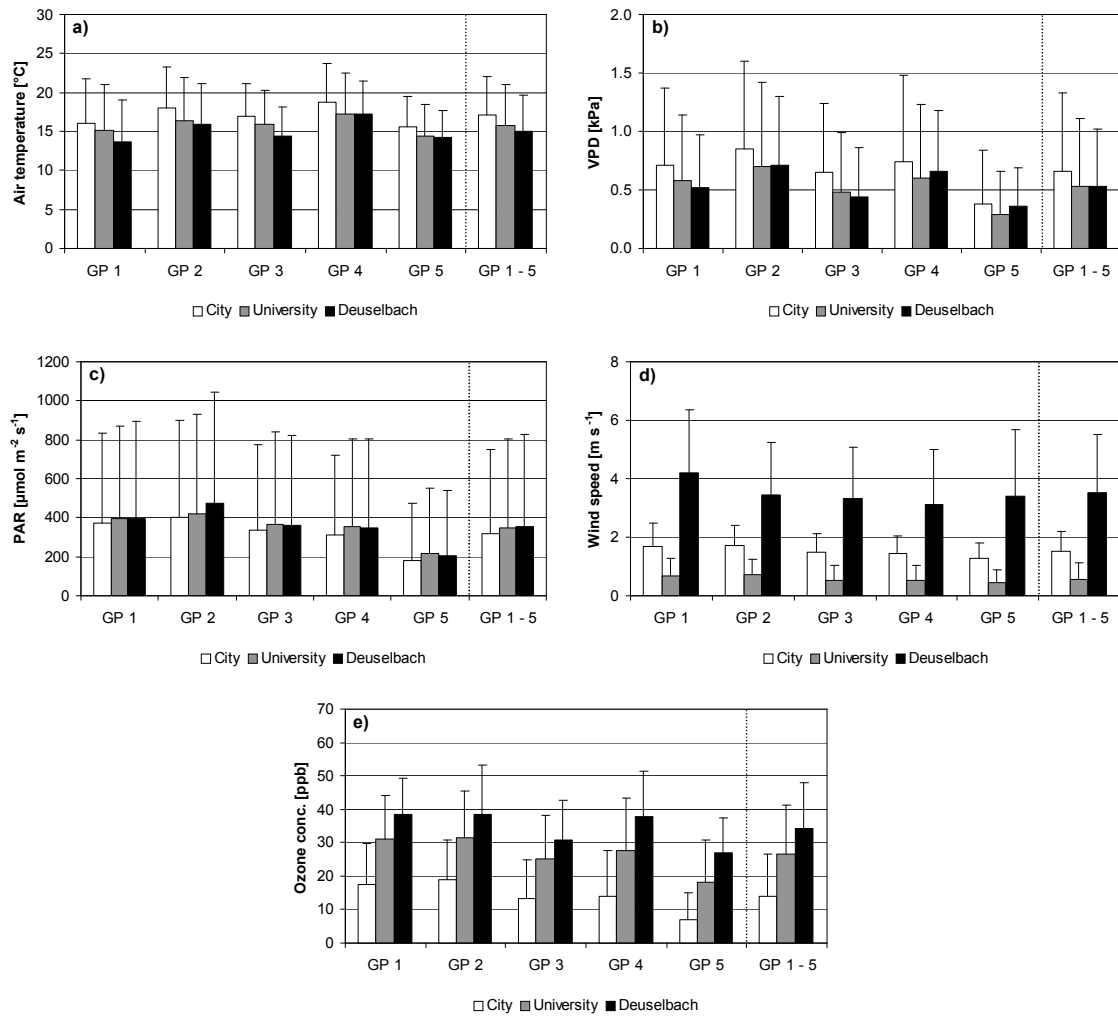 a)
Air temperature [°C]
30
25
20
15
10
5
0
GP 1 GP 2 GP 3 GP 4 GP 5 GP 1 - 5
City University Deuselbach
b)
VPD [kPa]
2.0
1.5
1.0
0.5
0.0
GP 1 GP 2 GP 3 GP 4 GP 5 GP 1 - 5
City University Deuselbach
c)
PAR [µmol m⁻² s⁻¹]
1200
1000
800
600
400
200
0
GP 1 GP 2 GP 3 GP 4 GP 5 GP 1 - 5
City University Deuselbach
d)
Wind speed [m s⁻¹]
8
6
4
2
0
GP 1 GP 2 GP 3 GP 4 GP 5 GP 1 - 5
City University Deuselbach
e)
Ozone conc. [ppb]
70
60
50
40
30
20
10
0
GP 1 GP 2 GP 3 GP 4 GP 5 GP 1 - 5
City University Deuselbach